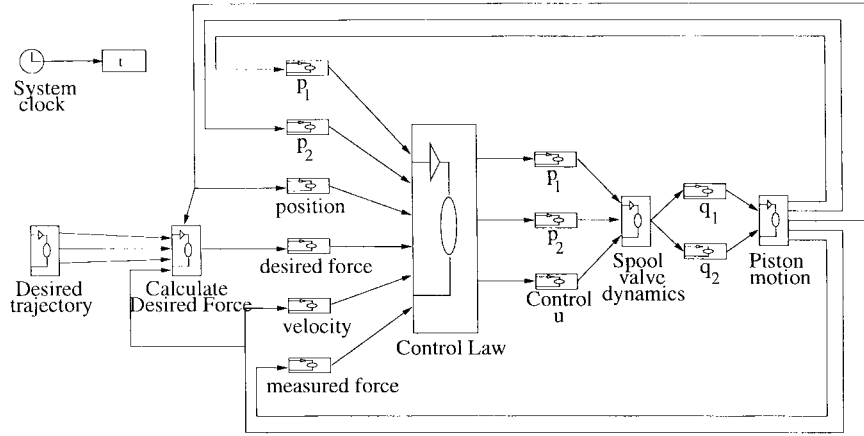 t
System
clock
p1
p2
position
desired force
velocity
measured force
Desired
trajectory
Calculate
Desired Force
Control Law
p1
p2
Control
u
Spool
valve
dynamics
q1
q2
Piston
motion